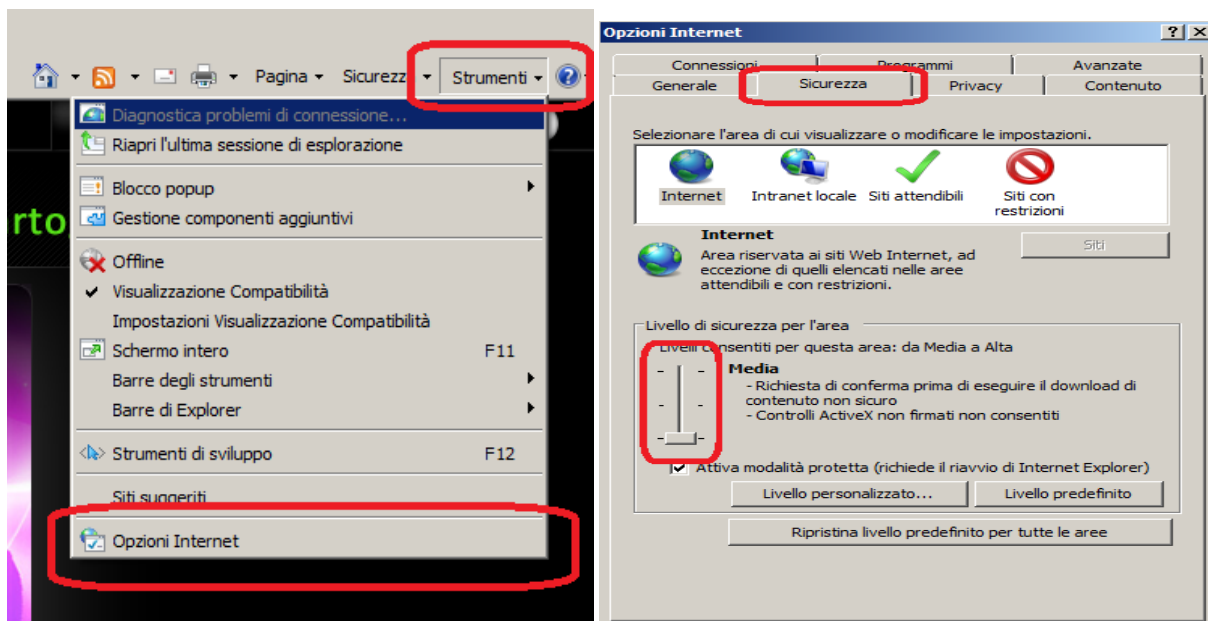 Pagina
Sicurezz
Strumenti
Diagnostica problemi di connessione...
Riapri l'ultima sessione di esplorazione
Blocco popup
Gestione componenti aggiuntivi
rto
Offline
Visualizzazione Compatibilità
Impostazioni Visualizzazione Compatibilità
Schermo intero F11
Barre degli strumenti
Barre di Explorer
Strumenti di sviluppo F12
Siti suggeriti
Opzioni Internet
Opzioni Internet
Connessioni Programmi Avanzate
Generale Sicurezza Privacy Contenuto
Selezionare l'area di cui visualizzare o modificare le impostazioni.
Internet Intranet locale Siti attendibili Siti con
restrizioni
Internet
Siti
Area riservata ai siti Web Internet, ad
eccezione di quelli elencati nelle aree
attendibili e con restrizioni.
Livello di sicurezza per l'area
Livelli consentiti per questa area: da Media a Alta
Media
- Richiesta di conferma prima di eseguire il download di
contenuto non sicuro
- Controlli ActiveX non firmati non consentiti
Attiva modalità protetta (richiede il riavvio di Internet Explorer)
Livello personalizzato... Livello predefinito
Ripristina livello predefinito per tutte le aree